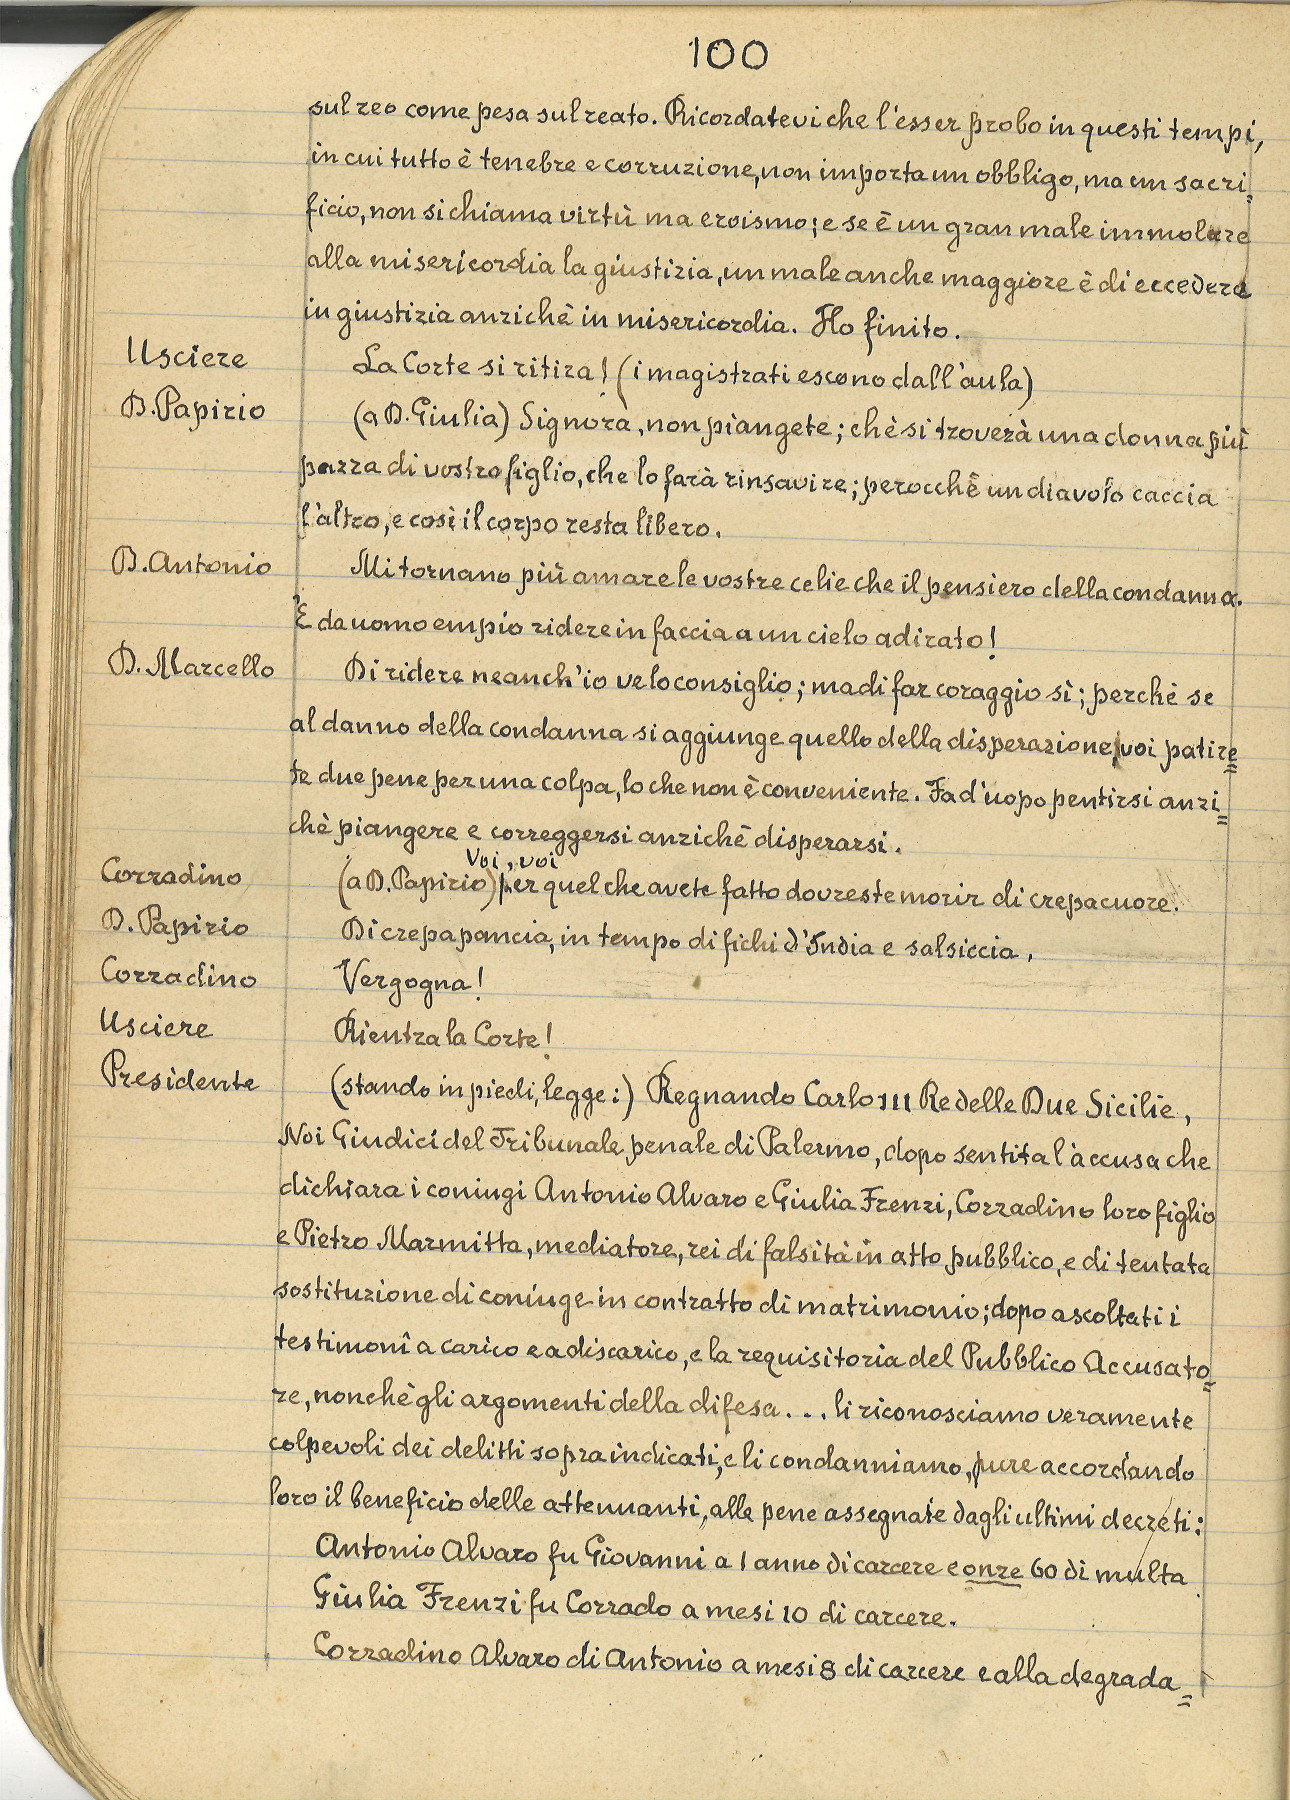 100
sul reo come pesa sul reato. Ricordatevi che l'esser probo in questi tempi,
in cui tutto è tenebre e corruzione, non importa un obbligo, ma un sacri=
ficio, non si chiama virtù ma eroismo; e se è un gran male immolare
alla misericordia la giustizia, un male anche maggiore è di eccedere
in giustizia anzichè in misericordia. Ho finito.
Usciere La Corte si ritira! (i magistrati escono dall'aula)
D. Papirio (a D. Giulia) Signora, non piangete; chè si troverà una donna più
pazza di vostro figlio, che lo farà rinsavire; perocchè un diavolo caccia
l'altro, e così il corpo resta libero.
D. Antonio Mi tornano più amare le vostre celie che il pensiero della condanna.
È da uomo empio ridere in faccia a un cielo adirato!
D. Marcello Di ridere neanch'io ve lo consiglio; ma di far coraggio sì; perchè se
al danno della condanna si aggiunge quello della disperazione, voi patire=
te due pene per una colpa, lo che non è conveniente. Fa d'uopo pentirsi anzi=
chè piangere e correggersi anzichè disperarsi.
voi, voi
Corradino (a D. Papirio) per quel che avete fatto dovreste morir di crepacuore.
D. Papirio Di crepapancia, in tempo di fichi d'India e salsiccia.
Corradino Vergogna!
Usciere Rientra la Corte!
Presidente (stando in piedi, legge:) Regnando Carlo III Re delle Due Sicilie,
Noi Giudici del Tribunale penale di Palermo, dopo sentita l'accusa che
dichiara i coniugi Antonio Alvaro e Giulia Frenzi, Corradino loro figlio
e Pietro Marmitta, mediatore, rei di falsità in atto pubblico, e di tentata
sostituzione di coniuge in contratto di matrimonio; dopo ascoltati i
testimonî a carico e a discarico, e la requisitoria del Pubblico Accusato=
re, nonchè gli argomenti della difesa... li riconosciamo veramente
colpevoli dei delitti sopra indicati, e li condanniamo, pure accordando
loro il beneficio delle attenuanti, alle pene assegnate dagli ultimi decreti:
Antonio Alvaro fu Giovanni a 1 anno di carcere e onze 60 di multa
Giulia Frenzi fu Corrado a mesi 10 di carcere.
Corradino Alvaro di Antonio a mesi 8 di carcere e alla degrada=